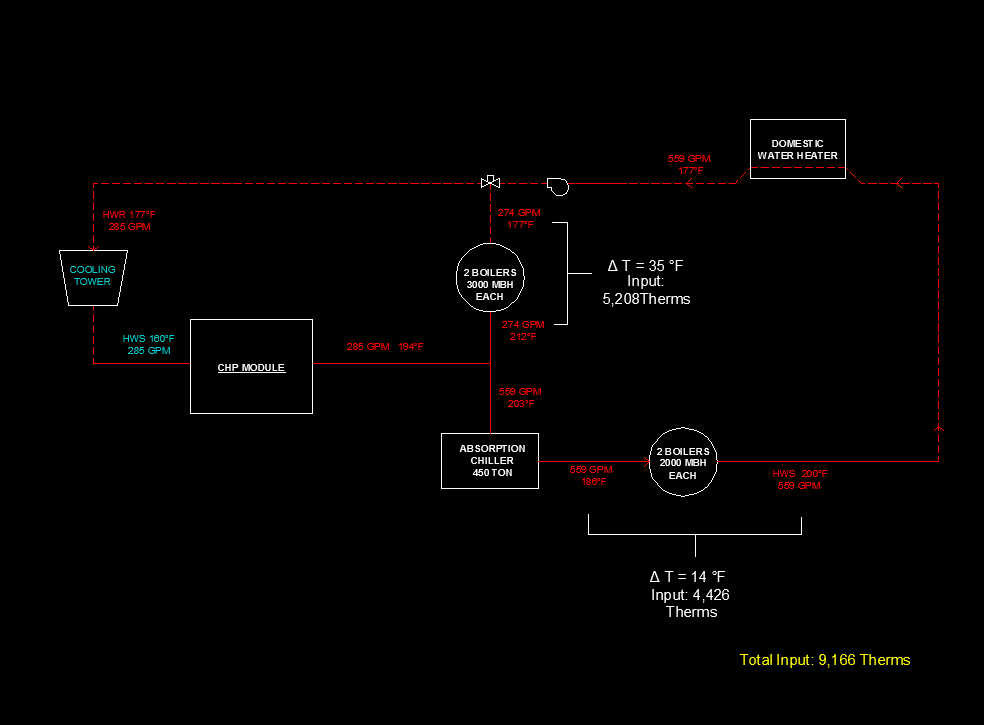 DOMESTIC
WATER HEATER
559 GPM
177°F
HWR 177°F
285 GPM
274 GPM
177°F
COOLING
TOWER
2 BOILERS
3000 MBH
EACH
Δ T = 35 °F
Input:
5,208Therms
274 GPM
212°F
HWS 160°F
285 GPM
CHP MODULE
285 GPM 194°F
559 GPM
203°F
ABSORPTION
CHILLER
450 TON
2 BOILERS
2000 MBH
EACH
559 GPM
186°F
HWS 200°F
559 GPM
Δ T = 14 °F
Input: 4,426
Therms
Total Input: 9,166 Therms